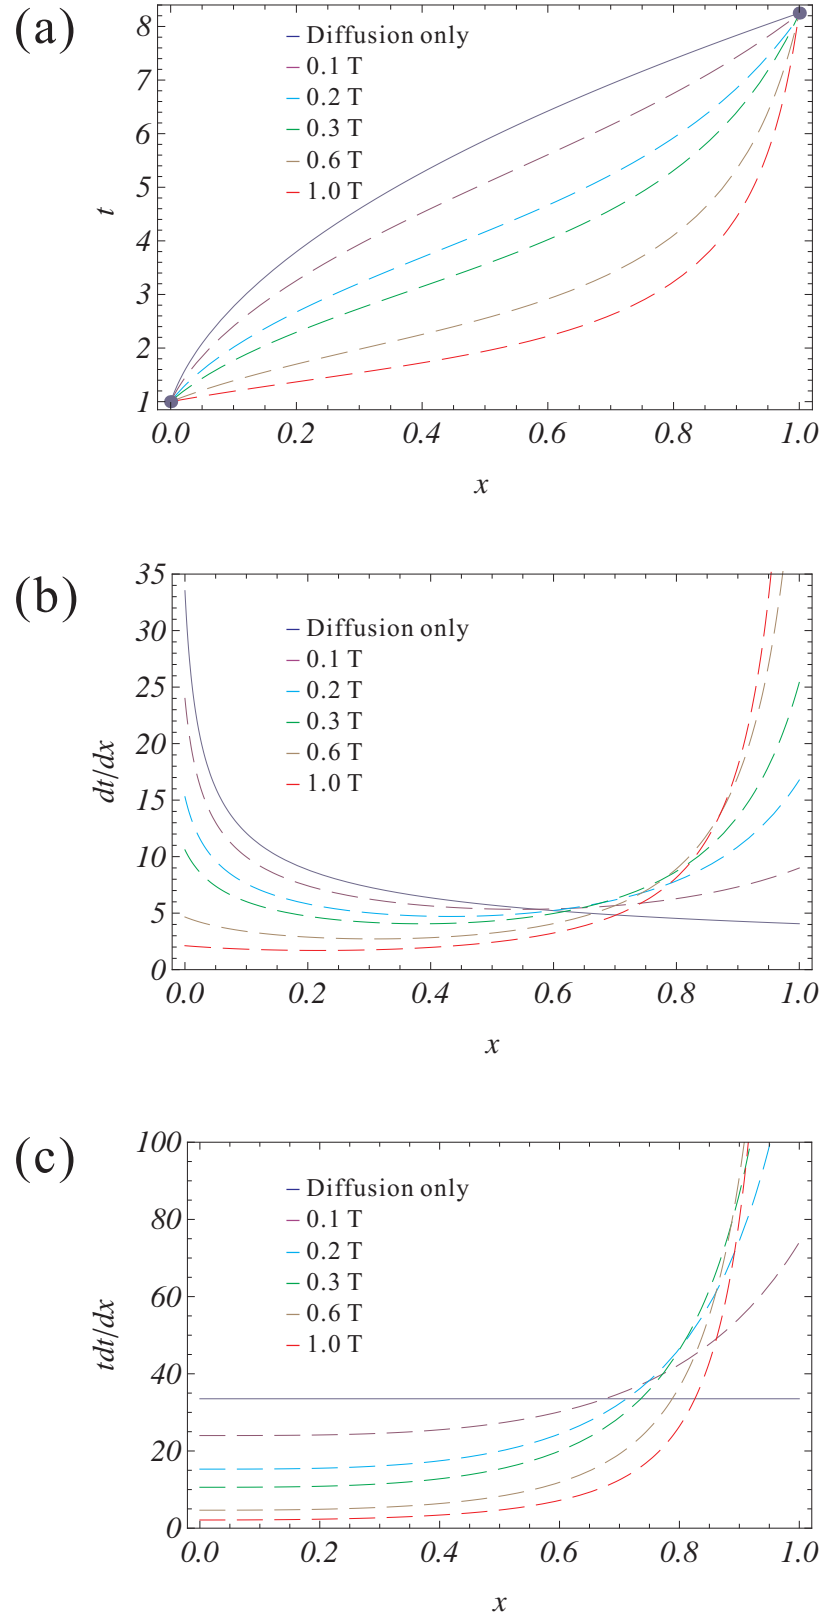 (a)
8
7
6
5
4
3
2
1
t
Diffusion only
0.1 T
0.2 T
0.3 T
0.6 T
1.0 T
0.0 0.2 0.4 0.6 0.8 1.0
x
(b)
35
30
25
20
15
10
5
0
dt/dx
Diffusion only
0.1 T
0.2 T
0.3 T
0.6 T
1.0 T
0.0 0.2 0.4 0.6 0.8 1.0
x
(c)
100
80
60
40
20
0
tdt/dx
Diffusion only
0.1 T
0.2 T
0.3 T
0.6 T
1.0 T
0.0 0.2 0.4 0.6 0.8 1.0
x